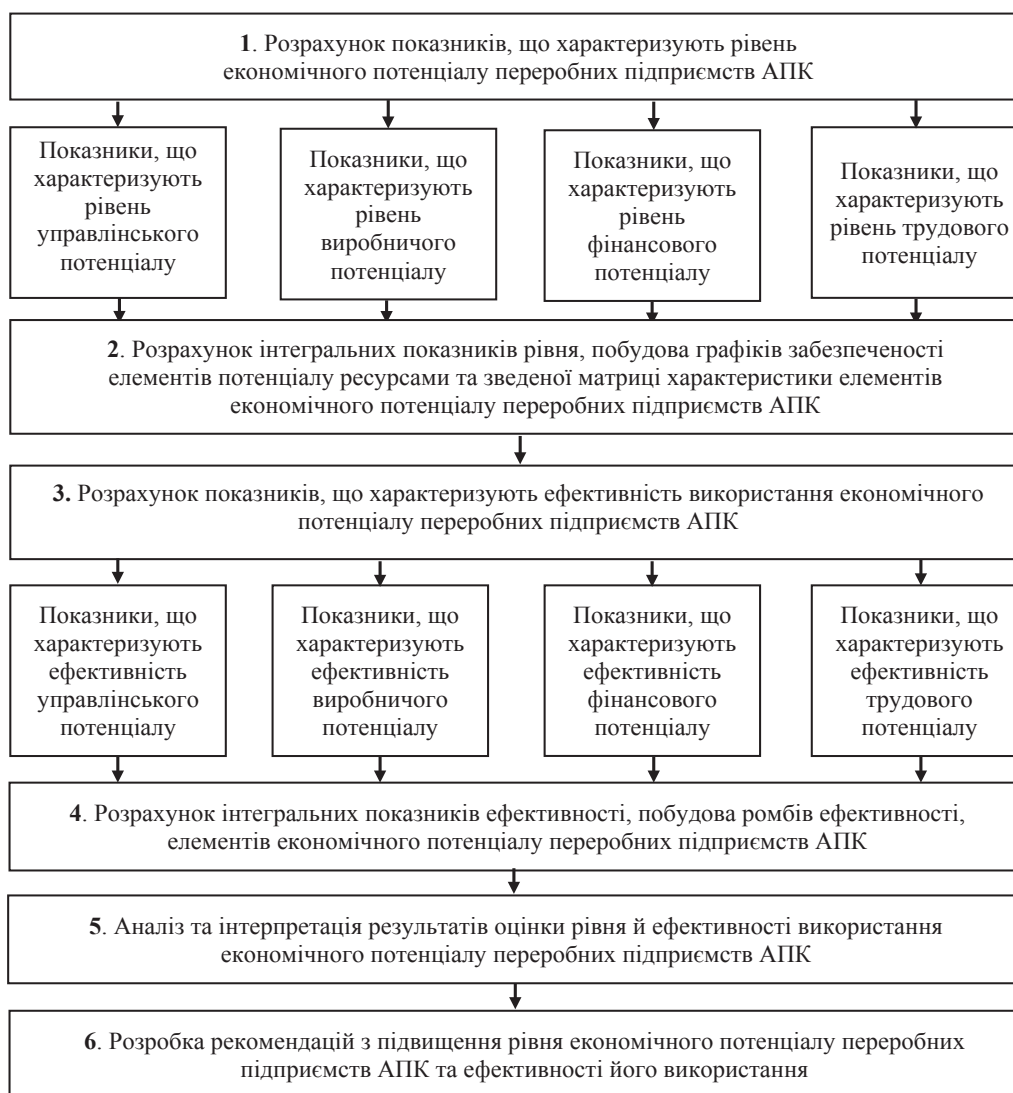 1. Розрахунок показників, що характеризують рівень
економічного потенціалу переробних підприємств АПК
Показники, що
характеризують
рівень
управлінського
потенціалу
Показники, що
характеризують
рівень
виробничого
потенціалу
Показники, що
характеризують
рівень
фінансового
потенціалу
Показники, що
характеризують
рівень трудового
потенціалу
2. Розрахунок інтегральних показників рівня, побудова графіків забезпеченості
елементів потенціалу ресурсами та зведеної матриці характеристики елементів
економічного потенціалу переробних підприємств АПК
3. Розрахунок показників, що характеризують ефективність використання економічного
потенціалу переробних підприємств АПК
Показники, що
характеризують
ефективність
управлінського
потенціалу
Показники, що
характеризують
ефективність
виробничого
потенціалу
Показники, що
характеризують
ефективність
фінансового
потенціалу
Показники, що
характеризують
ефективність
трудового
потенціалу
4. Розрахунок інтегральних показників ефективності, побудова ромбів ефективності,
елементів економічного потенціалу переробних підприємств АПК
5. Аналіз та інтерпретація результатів оцінки рівня й ефективності використання
економічного потенціалу переробних підприємств АПК
6. Розробка рекомендацій з підвищення рівня економічного потенціалу переробних
підприємств АПК та ефективності його використання